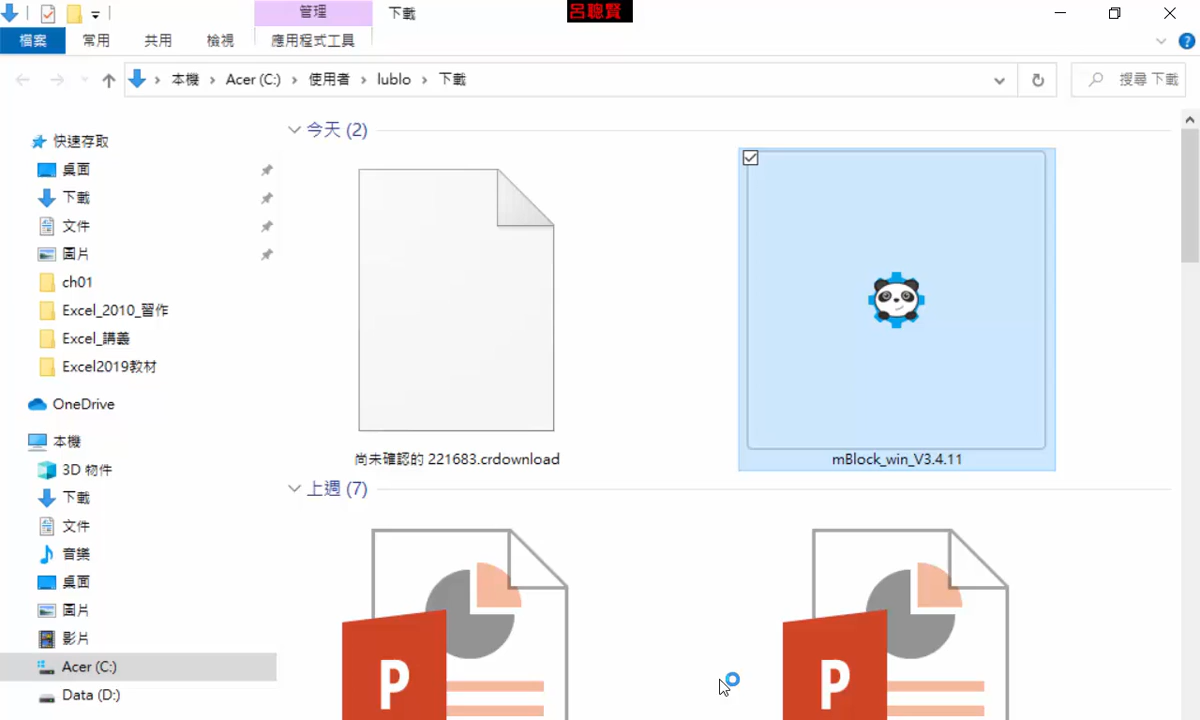 管理
下載
呂聰賢
檔案
常用
共用
檢視
應用程式工具
本機 › Acer (C:) › 使用者 › lublo › 下載
搜尋 下載
快速存取
桌面
下載
文件
圖片
ch01
Excel_2010_習作
Excel_講義
Excel2019教材
OneDrive
本機
3D 物件
下載
文件
音樂
桌面
圖片
影片
Acer (C:)
Data (D:)
今天 (2)
尚未確認的 221683.crdownload
mBlock_win_V3.4.11
上週 (7)
P
P